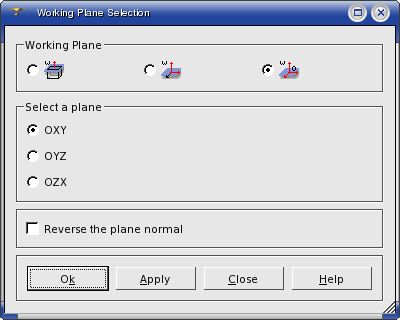 Working Plane Selection
Working Plane
Select a plane
OXY
OYZ
OZX
Reverse the plane normal
Ok Apply Close Help